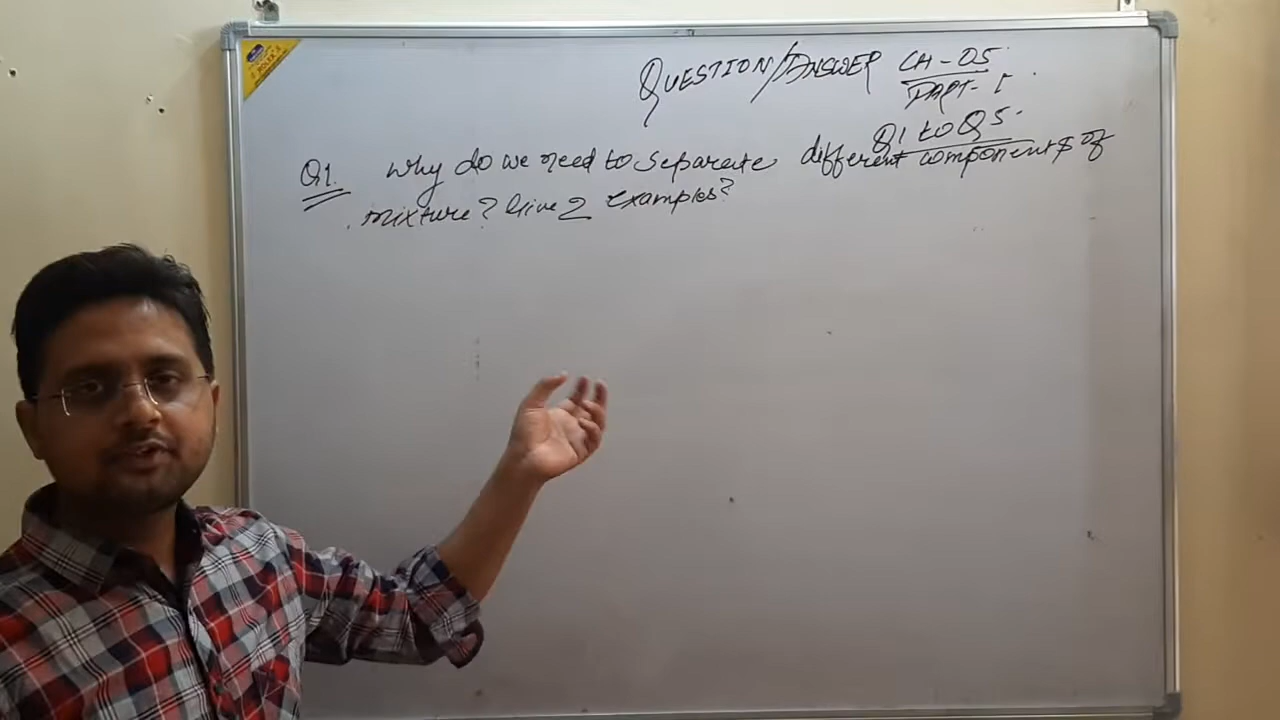 QUESTION/ANSWER CH-05
PART-I
Q1 to Q5.
Q1. Why do we need to separate different components of
mixture? Give 2 examples?